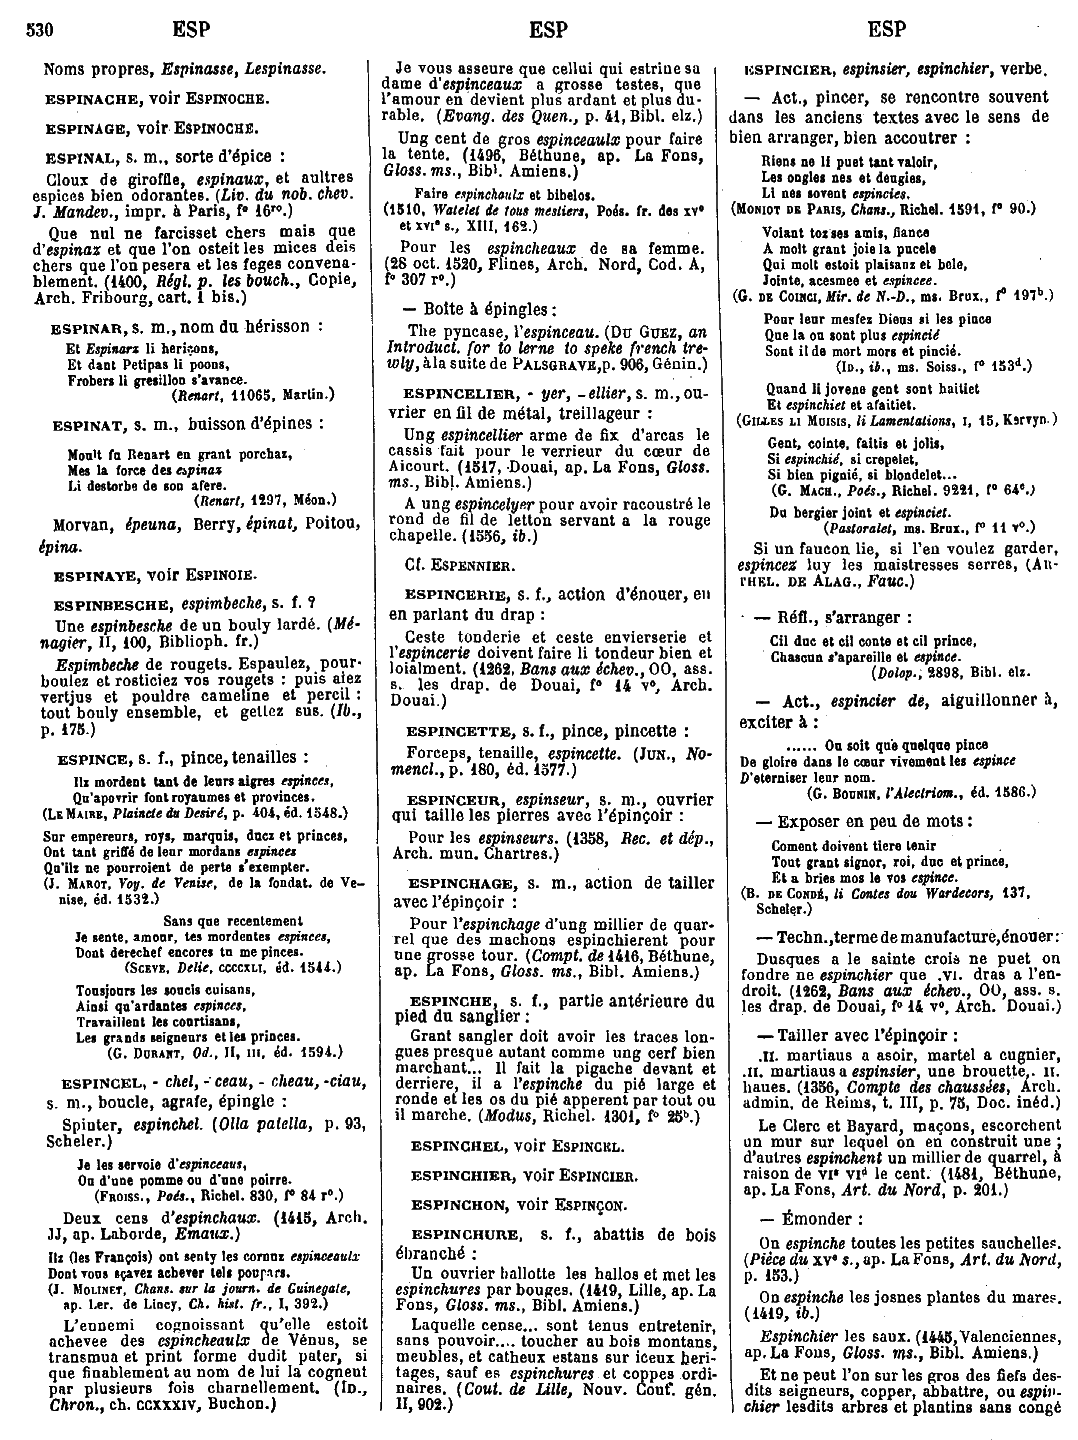 530 ESP ESP ESP
Noms propres, Espinasse, Lespinasse.
ESPINACHE, voir ESPINOCHE.
ESPINAGE, voir ESPINOCHE.
ESPINAL, s. m., sorte d'épice :
Cloux de giroffle, espinaux, et aultres
espices bien odorantes. (Liv. du nob. chev.
J. Mandev., impr. à Paris, fº 16ro.)
Que nul ne farcisset chers mais que
d'espinaz et que l'on osteit les mices deis
chers que l'on pesera et les feges convena-
blement. (1400, Régl. p. les bouch., Copie,
Arch. Fribourg, cart. 1 bis.)
ESPINAR, s. m., nom du hérisson :
Et Espinarz li heriçons,
Et dant Petipas li poons,
Frobers li gresillon s'avance.
(Renart, 11065, Martin.)
ESPINAT, s. m., buisson d'épines :
Moult fu Renart en grant porchaz,
Mes la force des espinaz
Li destorbe de son afere.
(Renart, 1297, Méon.)
Morvan, épeuna, Berry, épinat, Poitou,
épina.
ESPINAYE, voir ESPINOIE.
ESPINBESCHE, espimbeche, s. f. ?
Une espinbesche de un bouly lardé. (Mé-
nagier, II, 100, Biblioph. fr.)
Espimbeche de rougets. Espaulez, pour-
boulez et rosticiez vos rougets : puis aiez
vertjus et pouldre cameline et percil :
tout bouly ensemble, et gettez sus. (Ib.,
p. 175.)
ESPINCE, s. f., pince, tenailles :
Ilz mordent tant de leurs aigres espinces,
Qu'apovrir font royaumes et provinces.
(LE MAIRE, Plaincte du Desiré, p. 404, éd. 1548.)
Sur empereurs, roys, marquis, ducz et princes,
Ont tant griffé de leur mordans espinces
Qu'ilz ne pourroient de perte s'exempter.
(J. MAROT, Voy. de Venise, de la fondat. de Ve-
nise, éd. 1532.)
Sans que recentement
Je sente, amour, tes mordentes espinces,
Dont derechef encores tu me pinces.
(SCEVE, Delie, CCCCXLI, éd. 1544.)
Tousjours les soucis cuisans,
Ainsi qu'ardantes espinces,
Travaillent les courtisans,
Les grands seigneurs et les princes.
(G. DURANT, Od., II, III, éd. 1594.)
ESPINCEL, - chel, - ceau, - cheau, -ciau,
s. m., boucle, agrafe, épingle :
Spinter, espinchel. (Olla patella, p. 93,
Scheler.)
Je les servoie d'espinceaus,
Ou d'une pomme ou d'une poirre.
(FROISS., Poés., Richel. 830, fº 84 rº.)
Deux cens d'espinchaux. (1415, Arch.
JJ, ap. Laborde, Emaux.)
Ilz (les François) ont senty les cornuz espinceaulx
Dont vous sçavez achever telz poupars.
(J. MOLINET, Chans. sur la journ. de Guinegate,
ap. Ler. de Lincy, Ch. hist. fr., I, 392.)
L'ennemi cognoissant qu'elle estoit
achevee des espincheaulx de Vénus, se
transmua et print forme dudit pater, si
que finablement au nom de lui la cogneut
par plusieurs fois charnellement. (ID.,
Chron., ch. CCXXXIV, Buchon.)
Je vous asseure que cellui qui estrine sa
dame d'espinceaux a grosse testes, que
l'amour en devient plus ardant et plus du-
rable. (Evang. des Quen., p. 41, Bibl. elz.)
Ung cent de gros espinceaulx pour faire
la tente. (1496, Béthune, ap. La Fons,
Gloss. ms., Bibl. Amiens.)
Faire espinchaulx et bibelos.
(1510, Watelet de tous mestiers, Poés. fr. des XVe
et XVIe s., XIII, 162.)
Pour les espincheaux de sa femme.
(28 oct. 1520, Flines, Arch. Nord, Cod. A,
fº 307 rº.)
— Boîte à épingles :
The pyncase, l'espinceau. (DU GUEZ, an
Introduct. for to lerne to speke french tre-
wly, à la suite de PALSGRAVE, p. 906, Génin.)
ESPINCELIER, - yer, - ellier, s. m., ou-
vrier en fil de métal, treillageur :
Ung espincellier arme de fix d'arcas le
cassis fait pour le verrieur du cœur de
Aicourt. (1517, Douai, ap. La Fons, Gloss.
ms., Bibl. Amiens.)
A ung espincelyer pour avoir racoustré le
rond de fil de letton servant a la rouge
chapelle. (1556, ib.)
Cf. ESPENNIER.
ESPINCERIE, s. f., action d'énouer, en
en parlant du drap :
Ceste tonderie et ceste envierserie et
l'espincerie doivent faire li tondeur bien et
loialment. (1262, Bans aux échev., OO, ass.
s. les drap. de Douai, fº 14 vº, Arch.
Douai.)
ESPINCETTE, s. f., pince, pincette :
Forceps, tenaille, espincette. (JUN., No-
mencl., p. 180, éd. 1577.)
ESPINCEUR, espinseur, s. m., ouvrier
qui taille les pierres avec l'épinçoir :
Pour les espinseurs. (1358, Rec. et dép.,
Arch. mun. Chartres.)
ESPINCHAGE, s. m., action de tailler
avec l'épinçoir :
Pour l'espinchage d'ung millier de quar-
rel que des machons espinchierent pour
une grosse tour. (Compt. de 1416, Béthune,
ap. La Fons, Gloss. ms., Bibl. Amiens.)
ESPINCHE, s. f., partie antérieure du
pied du sanglier :
Grant sangler doit avoir les traces lon-
gues presque autant comme ung cerf bien
marchant... Il fait la pigache devant et
derriere, il a l'espinche du pié large et
ronde et les os du pié apperent par tout ou
il marche. (Modus, Richel. 1301, fº 25b.)
ESPINCHEL, voir ESPINCEL.
ESPINCHIER, voir ESPINCIER.
ESPINCHON, voir ESPINÇON.
ESPINCHURE, s. f., abattis de bois
ébranché :
Un ouvrier hallotte les hallos et met les
espinchures par bouges. (1419, Lille, ap. La
Fons, Gloss. ms., Bibl. Amiens.)
Laquelle cense... sont tenus entretenir,
sans pouvoir.... toucher au bois montans,
meubles, et catheux estans sur iceux heri-
tages, sauf es espinchures et coppes ordi-
naires. (Cout. de Lille, Nouv. Couf. gén.
II, 902.)
ESPINCIER, espinsier, espinchier, verbe.
— Act., pincer, se rencontre souvent
dans les anciens textes avec le sens de
bien arranger, bien accoutrer :
Riens ne li puet tant valoir,
Les ongles nes et deugies,
Li nes sovent espincies.
(MONIOT DE PARIS, Chans., Richel. 1591, fº 90.)
Voiant toz ses amis, fiance
A molt grant joie la pucele
Qui molt estoit plaisanz et bele,
Jointe, acesmee et espincee.
(G. DE COINCI, Mir. de N.-D., ms. Brux., fº 197b.)
Pour leur mesfez Dieus si les pince
Que la ou sont plus espincié
Sont il de mort mors et pincié.
(ID., ib., ms. Soiss., fº 153d.)
Quand li jovene gent sont haitiet
Et espinchiet et afaitiet.
(GILLES LI MUISIS, li Lamentations, I, 15, Kervyn.)
Gent, cointe, faitis et jolis,
Si espinchié, si crepelet,
Si bien pignié, si blondelet...
(G. MACH., Poés., Richel. 9221, fº 64e.)
Du bergier joint et espinciet.
(Pastoralet, ms. Brux., fº 11 vº.)
Si un faucon lie, si l'en voulez garder,
espincez luy les maistresses serres, (AR-
THEL. DE ALAG., Fauc.)
— Réfl., s'arranger :
Cil duc et cil conte et cil prince,
Chascun s'apareille et espince.
(Dolop., 2898, Bibl. elz.
— Act., espincier de, aiguillonner à,
exciter à :
...... Ou soit que quelque pince
De gloire dans le cœur vivement les espince
D'eterniser leur nom.
(G. BOUNIN, l'Alectriom., éd. 1586.)
— Exposer en peu de mots :
Coment doivent tiere tenir
Tout grant signor, roi, duc et prince,
Et a bries mos le vos espince.
(B. DE CONDÉ, li Contes dou Wardecors, 137,
Scheler.)
— Techn., terme de manufacture, énouer :
Dusques a le sainte crois ne puet on
fondre ne espinchier que .VI. dras a l'en-
droit. (1262, Bans aux échev., OO, ass. s.
les drap. de Douai, fº 14 vº, Arch. Douai.)
— Tailler avec l'épinçoir :
.II. martiaus a asoir, martel a cugnier,
.II. martiaus a espinsier, une brouette, .II.
haues. (1356, Compte des chaussées, Arch.
admin. de Reims, t. III, p. 75, Doc. inéd.)
Le Clerc et Bayard, maçons, escorchent
un mur sur lequel on en construit une ;
d'autres espinchent un millier de quarrel, à
raison de VIe VId le cent. (1481, Béthune,
ap. La Fons, Art. du Nord, p. 201.)
— Émonder :
On espinche toutes les petites sauchelles.
(Pièce du XVe s., ap. La Fons, Art. du Nord,
p. 153.)
On espinche les josnes plantes du mares.
(1419, ib.)
Espinchier les saux. (1445, Valenciennes,
ap. La Fons, Gloss. ms., Bibl. Amiens.)
Et ne peut l'on sur les gros des fiefs des-
dits seigneurs, copper, abbattre, ou espin-
chier lesdits arbres et plantins sans congé